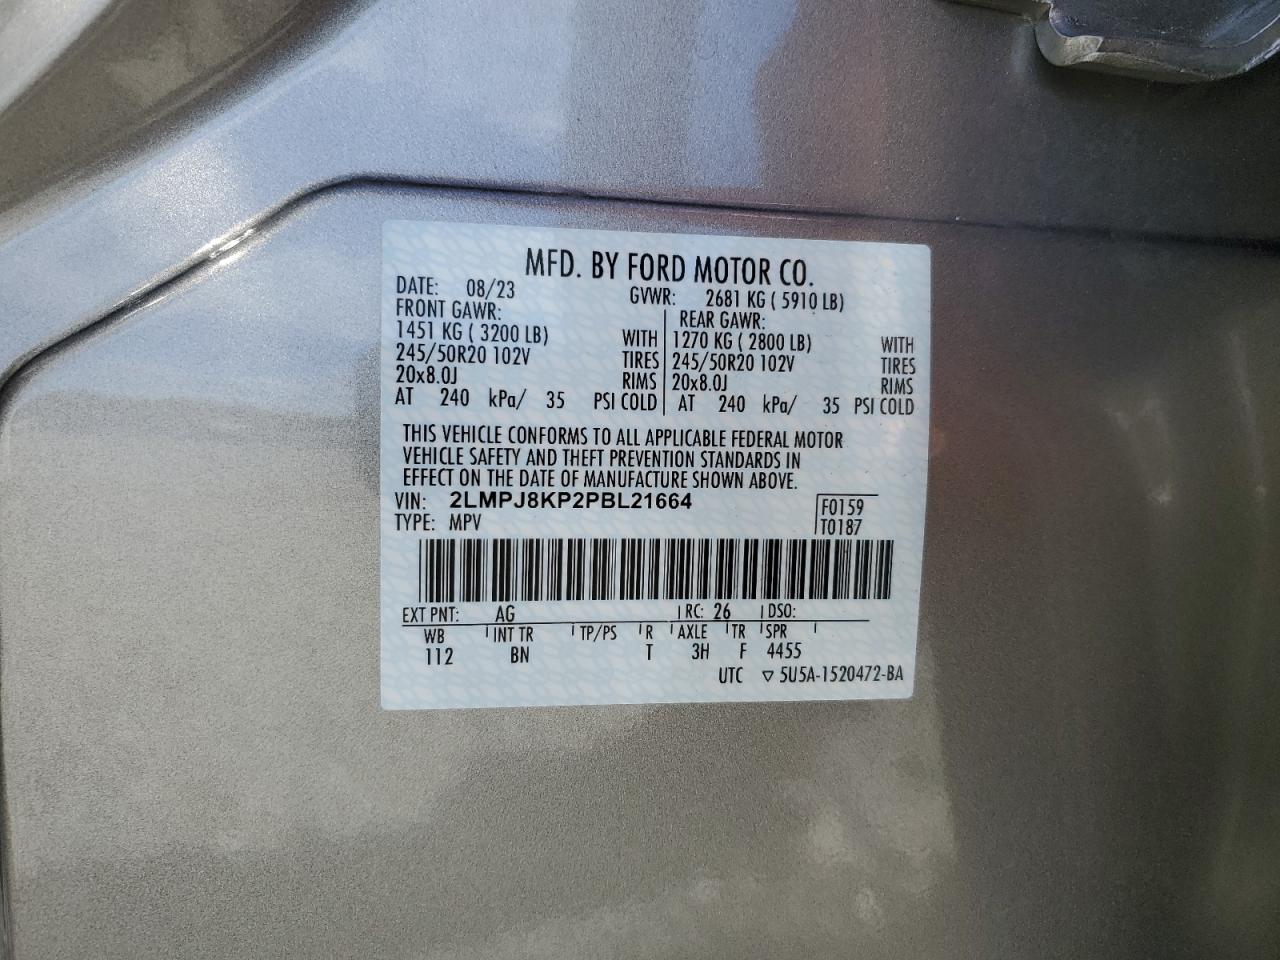 MFD. BY FORD MOTOR CO.
DATE: 08/23 GVWR: 2681 KG ( 5910 LB)
FRONT GAWR: REAR GAWR:
1451 KG ( 3200 LB) WITH 1270 KG ( 2800 LB) WITH
245/50R20 102V TIRES 245/50R20 102V TIRES
20x8.0J RIMS 20x8.0J RIMS
AT 240 kPa/ 35 PSI COLD AT 240 kPa/ 35 PSI COLD
THIS VEHICLE CONFORMS TO ALL APPLICABLE FEDERAL MOTOR
VEHICLE SAFETY AND THEFT PREVENTION STANDARDS IN
EFFECT ON THE DATE OF MANUFACTURE SHOWN ABOVE.
VIN: 2LMPJ8KP2PBL21664 F0159
TYPE: MPV T0187
EXT PNT: AG RC: 26 DSO:
WB INT TR TP/PS R AXLE TR SPR
112 BN T 3H F 4455
UTC ▽ 5U5A-1520472-BA